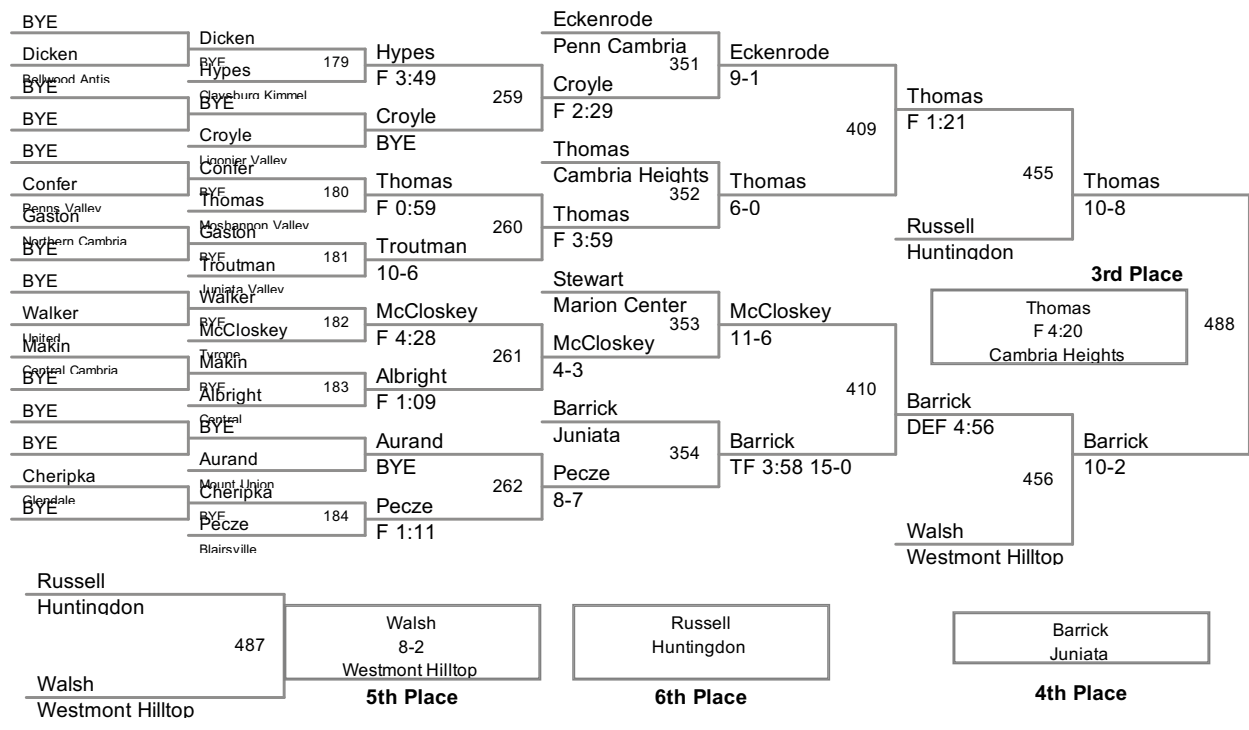 BYE
Dicken
Bellwood Antis
BYE
BYE
BYE
Confer
Penns Valley
Gaston
Northern Cambria
BYE
BYE
Walker
United
Makin
Central Cambria
BYE
BYE
BYE
Cheripka
Glendale
BYE
Dicken
BYE
179
Hypes
Claysburg Kimmel
BYE
Croyle
Ligonier Valley
Confer
BYE
180
Thomas
Moshannon Valley
Gaston
BYE
181
Troutman
Juniata Valley
Walker
BYE
182
McCloskey
Tyrone
Makin
BYE
183
Albright
Central
BYE
Aurand
Mount Union
Cheripka
BYE
184
Pecze
Blairsville
Hypes
F 3:49
259
Croyle
BYE
Thomas
F 0:59
260
Troutman
10-6
McCloskey
F 4:28
261
Albright
F 1:09
Aurand
BYE
262
Pecze
F 1:11
Eckenrode
Penn Cambria
351
Croyle
F 2:29
Thomas
Cambria Heights
352
Thomas
F 3:59
Stewart
Marion Center
353
McCloskey
4-3
Barrick
Juniata
354
Pecze
8-7
Eckenrode
9-1
409
Thomas
6-0
McCloskey
11-6
410
Barrick
TF 3:58 15-0
Thomas
F 1:21
455
Russell
Huntingdon
Barrick
DEF 4:56
456
Walsh
Westmont Hilltop
Thomas
10-8
3rd Place
Thomas
F 4:20
Cambria Heights
488
Barrick
10-2
Russell
Huntingdon
487
Walsh
Westmont Hilltop
Walsh
8-2
Westmont Hilltop
5th Place
Russell
Huntingdon
6th Place
Barrick
Juniata
4th Place